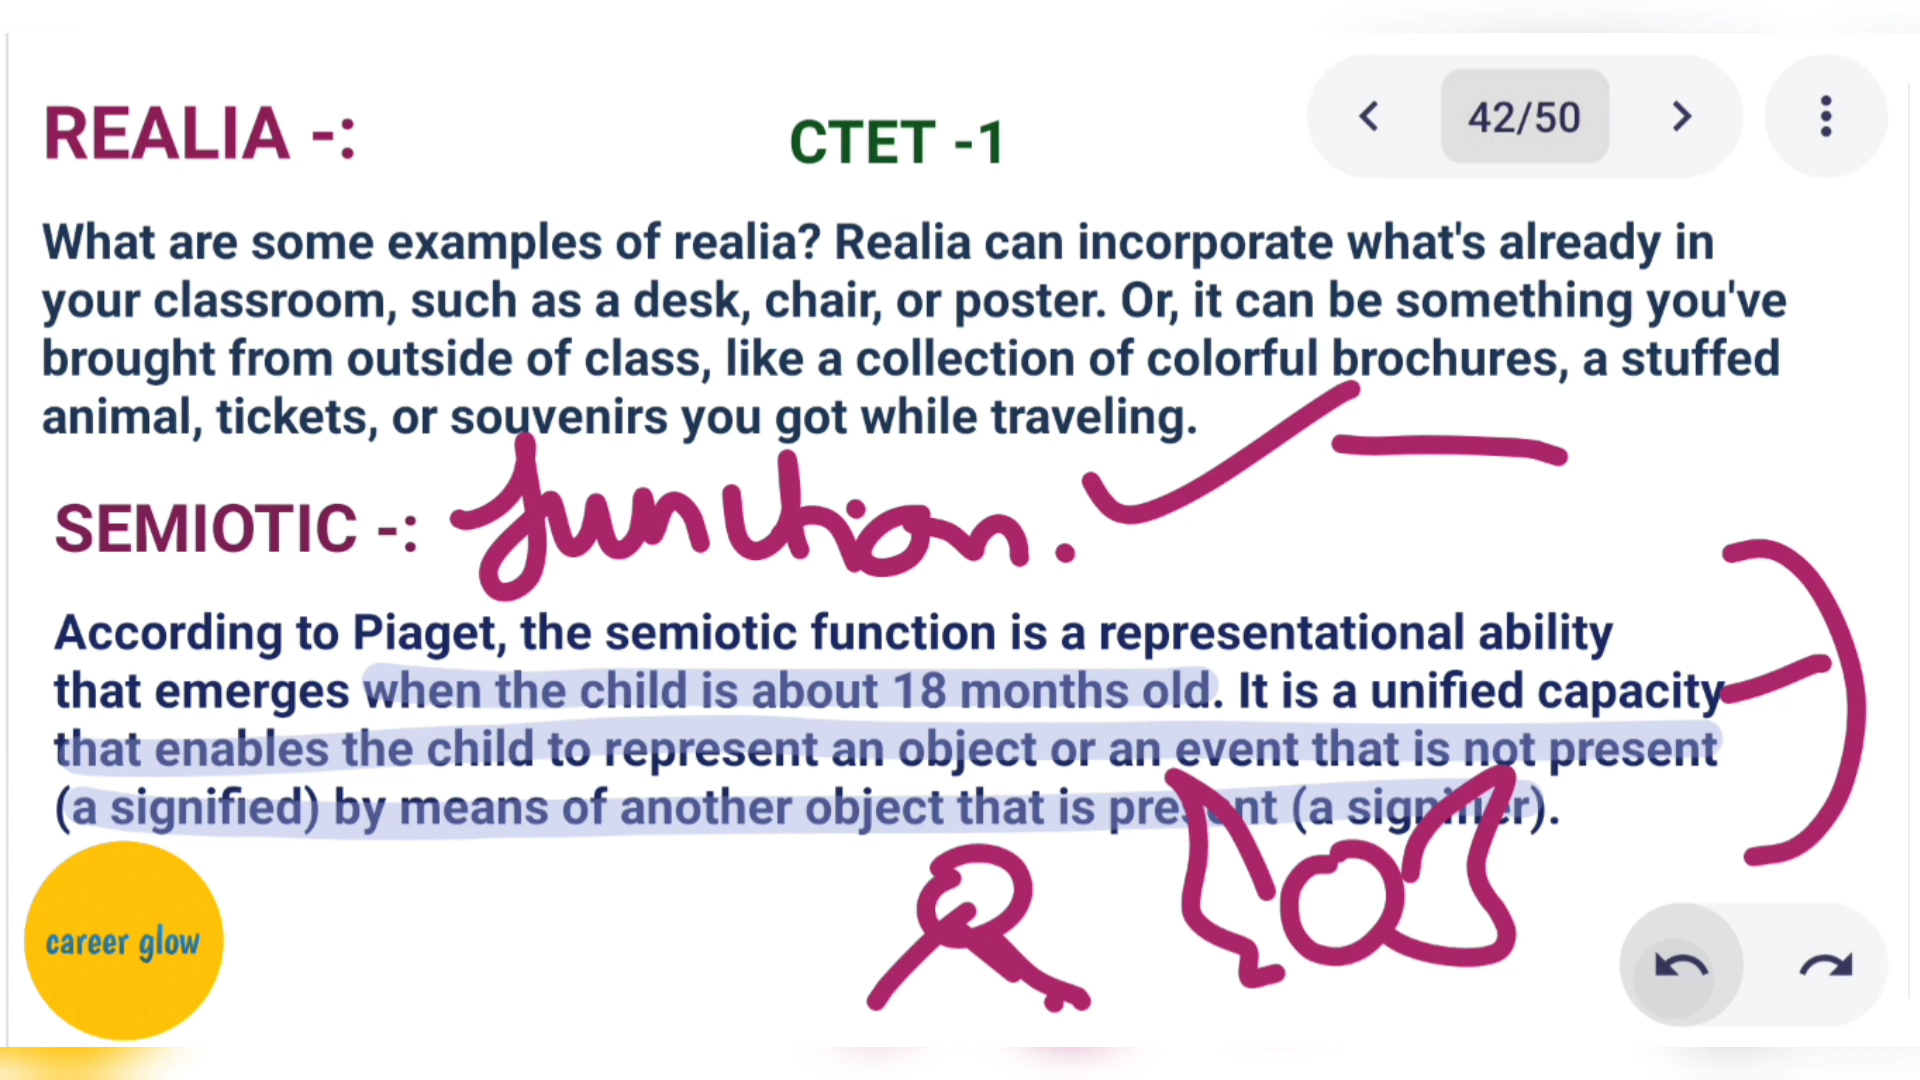 REALIA -:
CTET -1
42/50
What are some examples of realia? Realia can incorporate what's already in
your classroom, such as a desk, chair, or poster. Or, it can be something you've
brought from outside of class, like a collection of colorful brochures, a stuffed
animal, tickets, or souvenirs you got while traveling.
SEMIOTIC -: function.
According to Piaget, the semiotic function is a representational ability
that emerges when the child is about 18 months old. It is a unified capacity
that enables the child to represent an object or an event that is not present
(a signified) by means of another object that is present (a signifier).
career glow